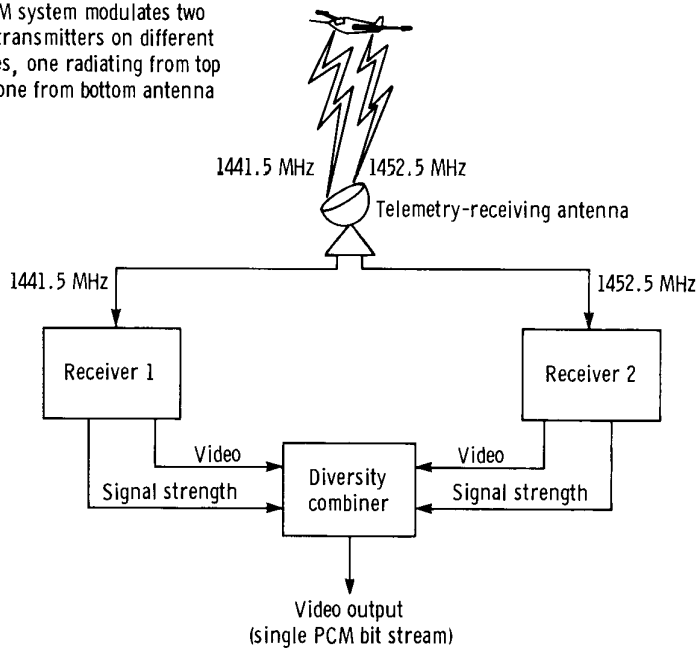 M system modulates two
transmitters on different
es, one radiating from top
one from bottom antenna
1441.5 MHz
1452.5 MHz
Telemetry-receiving antenna
1441.5 MHz
1452.5 MHz
Receiver 1
Receiver 2
Video
Video
Diversity
combiner
Signal strength
Signal strength
Video output
(single PCM bit stream)